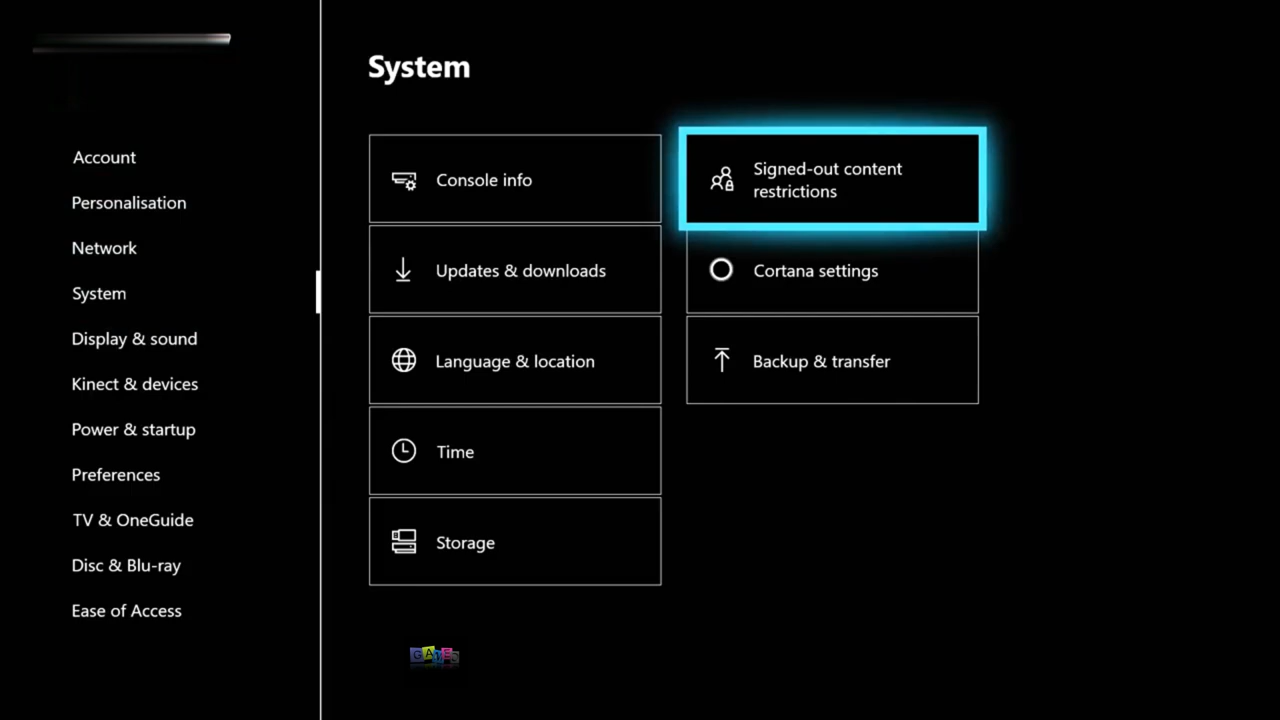 System
Account
Personalisation
Network
System
Display & sound
Kinect & devices
Power & startup
Preferences
TV & OneGuide
Disc & Blu-ray
Ease of Access
Console info
Updates & downloads
Language & location
Time
Storage
Signed-out content
restrictions
Cortana settings
Backup & transfer
GAMES